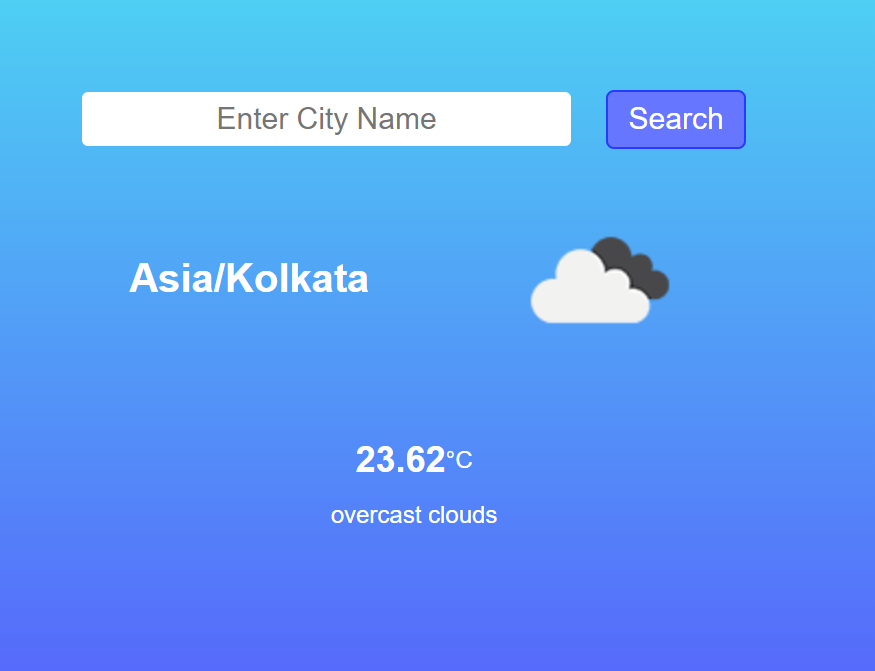 Enter City Name
Search
Asia/Kolkata
23.62°C
overcast clouds